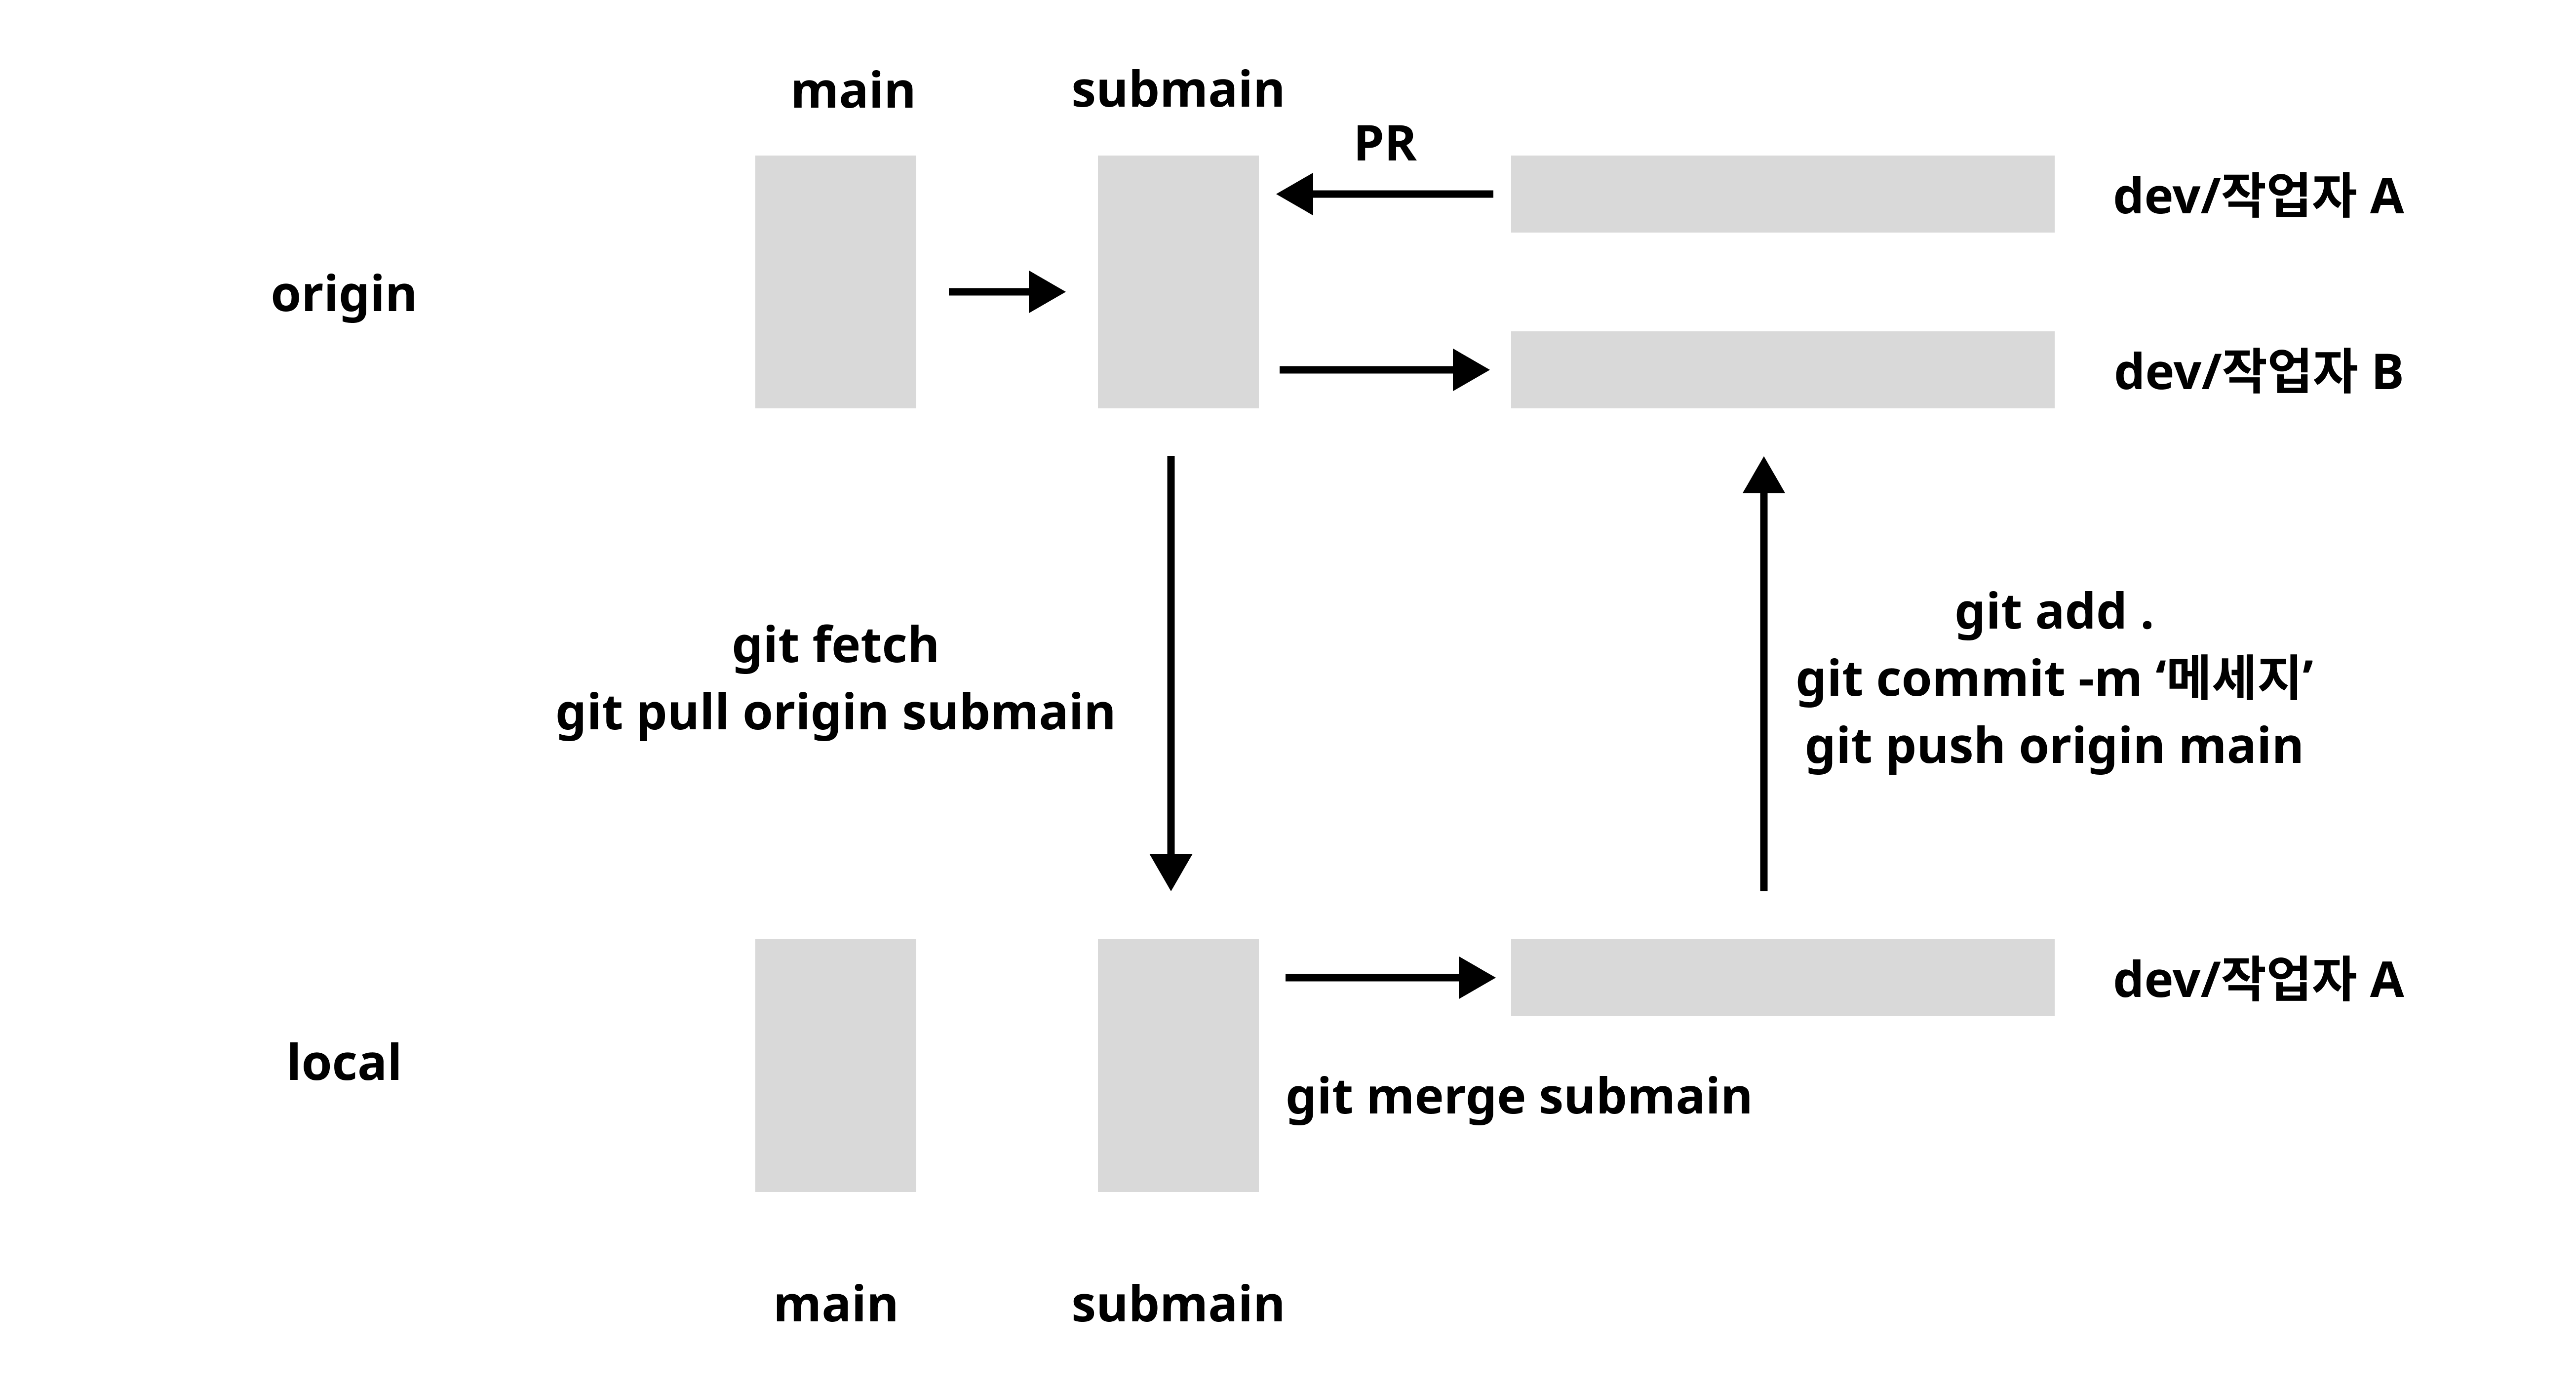 main
submain
PR
dev/작업자 A
origin
dev/작업자 B
git fetch
git pull origin submain
git add .
git commit -m ‘메세지’
git push origin main
dev/작업자 A
local
git merge submain
main
submain